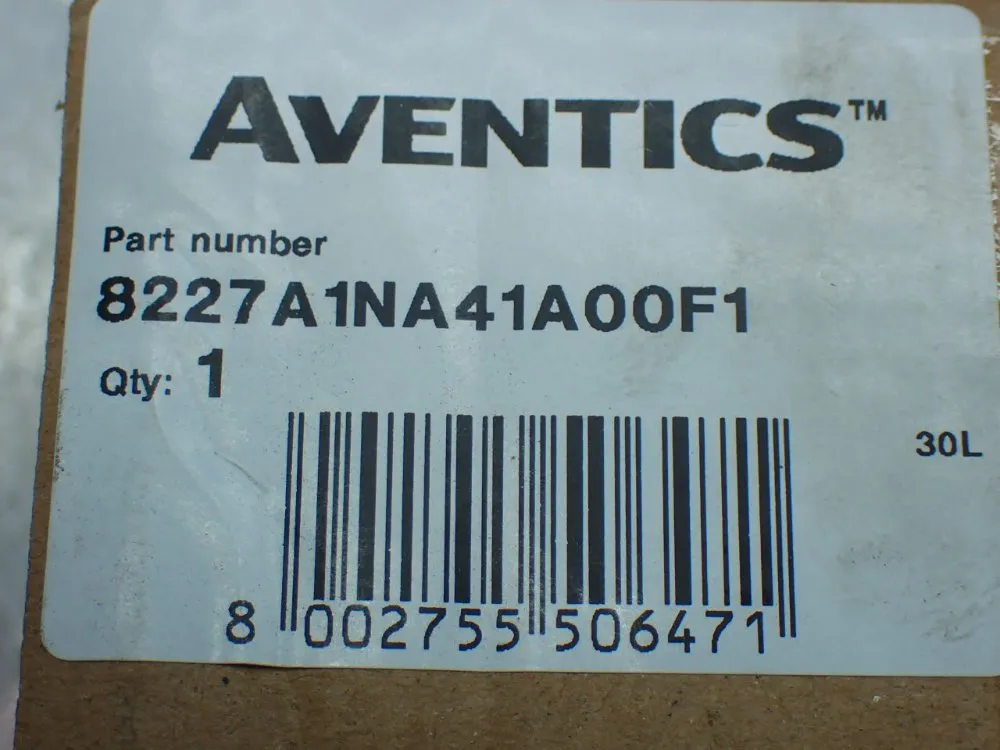 AVENTICS™
Part number
8227A1NA41A00F1
Qty: 1
30L
8 002755 506471